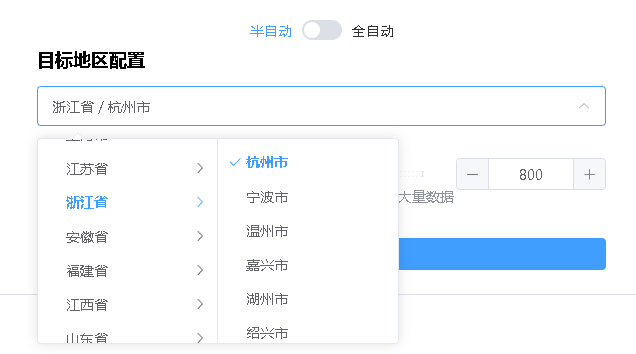 半自动 全自动
目标地区配置
浙江省 / 杭州市
江苏省
浙江省
安徽省
福建省
江西省
山东省
杭州市
宁波市
温州市
嘉兴市
湖州市
绍兴市
800
大量数据